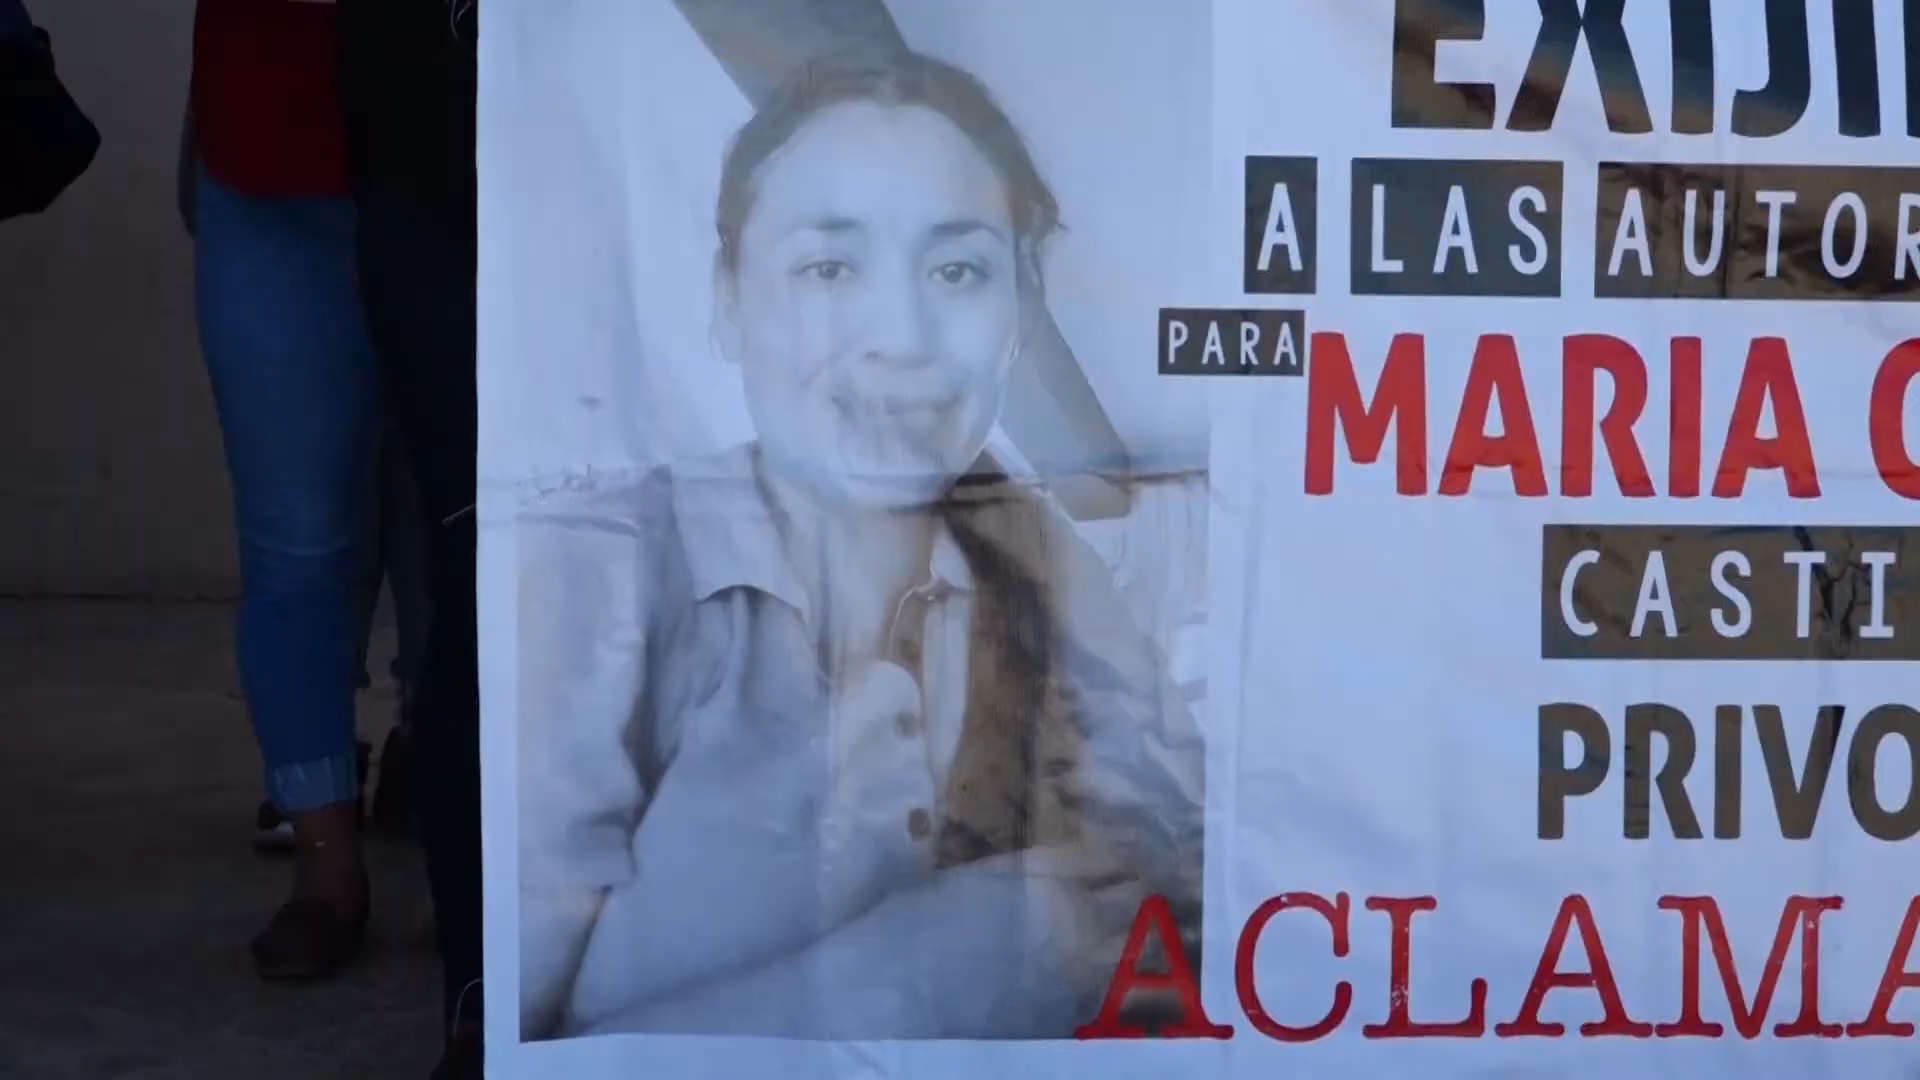 EXIJI
A LAS AUTOR
PARA MARIA C
CASTI
PRIVO
ACLAMA